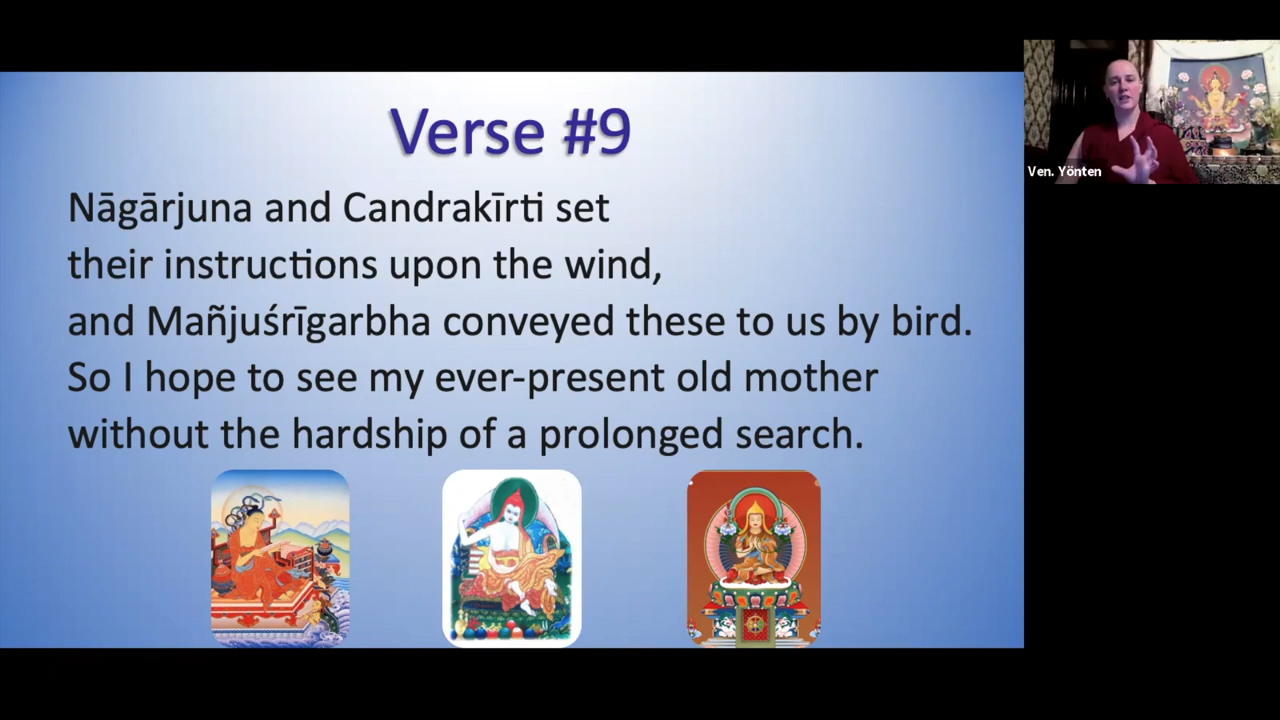 Verse #9
Nāgārjuna and Candrakīrti set
their instructions upon the wind,
and Mañjuśrīgarbha conveyed these to us by bird.
So I hope to see my ever-present old mother
without the hardship of a prolonged search.
Ven. Yönten